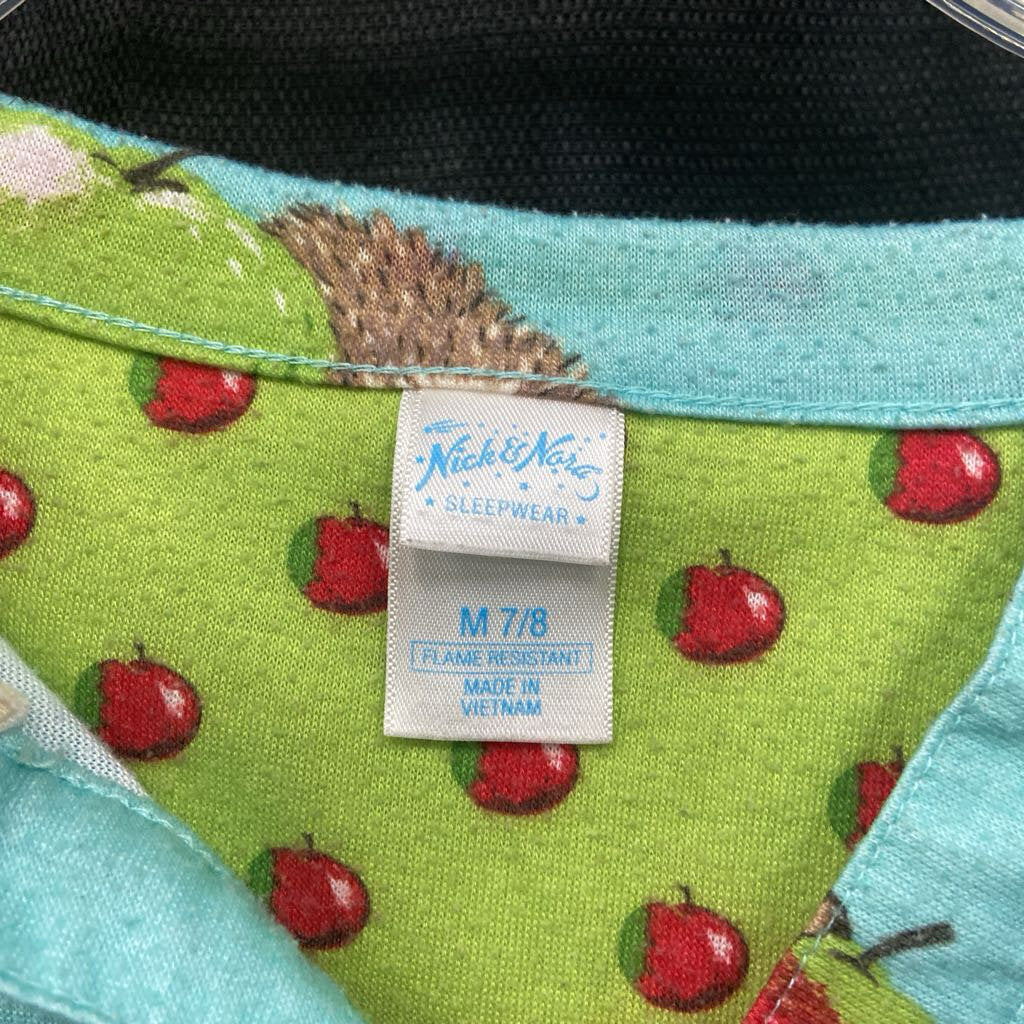 Nick & Nora
SLEEPWEAR
M 7/8
FLAME RESISTANT
MADE IN
VIETNAM